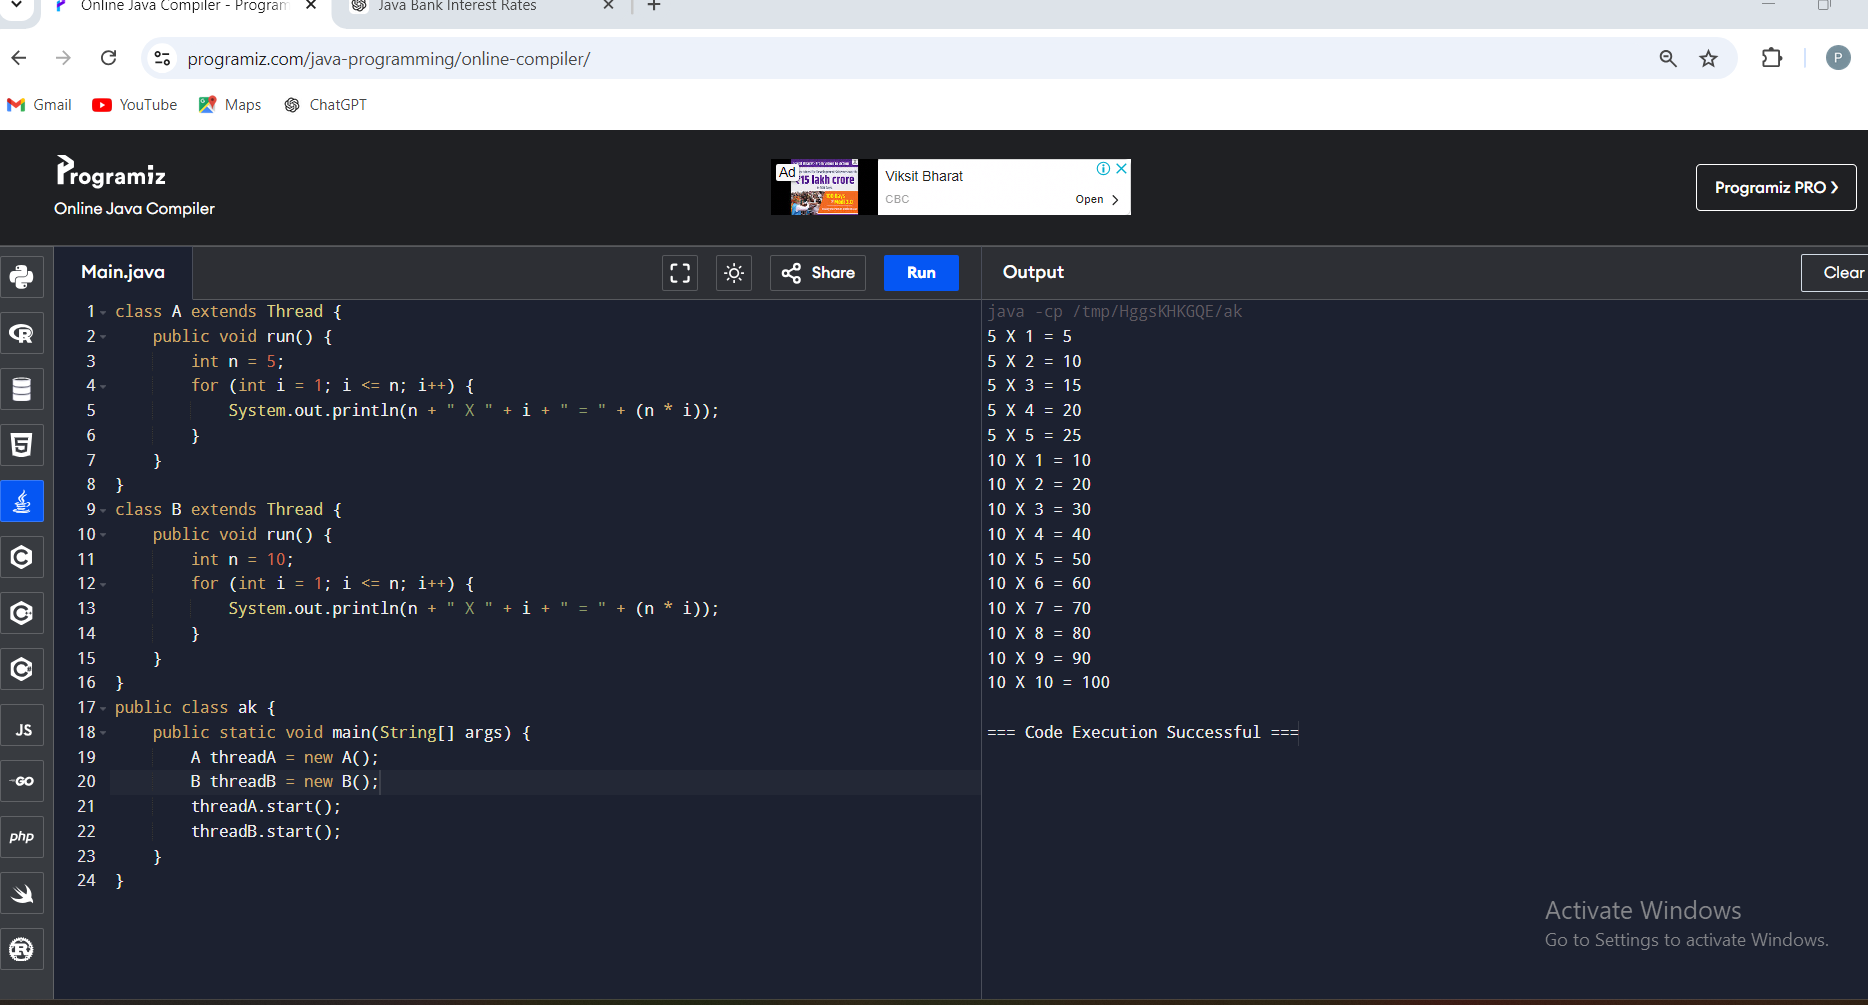 Online Java Compiler - Program
Java Bank Interest Rates
programiz.com/java-programming/online-compiler/
P
Gmail
YouTube
Maps
ChatGPT
Programiz
Online Java Compiler
Ad
₹15 lakh crore
Viksit Bharat
CBC
Open
Programiz PRO
Main.java
Share
Run
Output
Clear
1 class A extends Thread {
2     public void run() {
3         int n = 5;
4         for (int i = 1; i <= n; i++) {
5             System.out.println(n + " X " + i + " = " + (n * i));
6         }
7     }
8 }
9 class B extends Thread {
10     public void run() {
11         int n = 10;
12         for (int i = 1; i <= n; i++) {
13             System.out.println(n + " X " + i + " = " + (n * i));
14         }
15     }
16 }
17 public class ak {
18     public static void main(String[] args) {
19         A threadA = new A();
20         B threadB = new B();
21         threadA.start();
22         threadB.start();
23     }
24 }
java -cp /tmp/HggsKHKGQE/ak
5 X 1 = 5
5 X 2 = 10
5 X 3 = 15
5 X 4 = 20
5 X 5 = 25
10 X 1 = 10
10 X 2 = 20
10 X 3 = 30
10 X 4 = 40
10 X 5 = 50
10 X 6 = 60
10 X 7 = 70
10 X 8 = 80
10 X 9 = 90
10 X 10 = 100
=== Code Execution Successful ===
JS
GO
php
Activate Windows
Go to Settings to activate Windows.